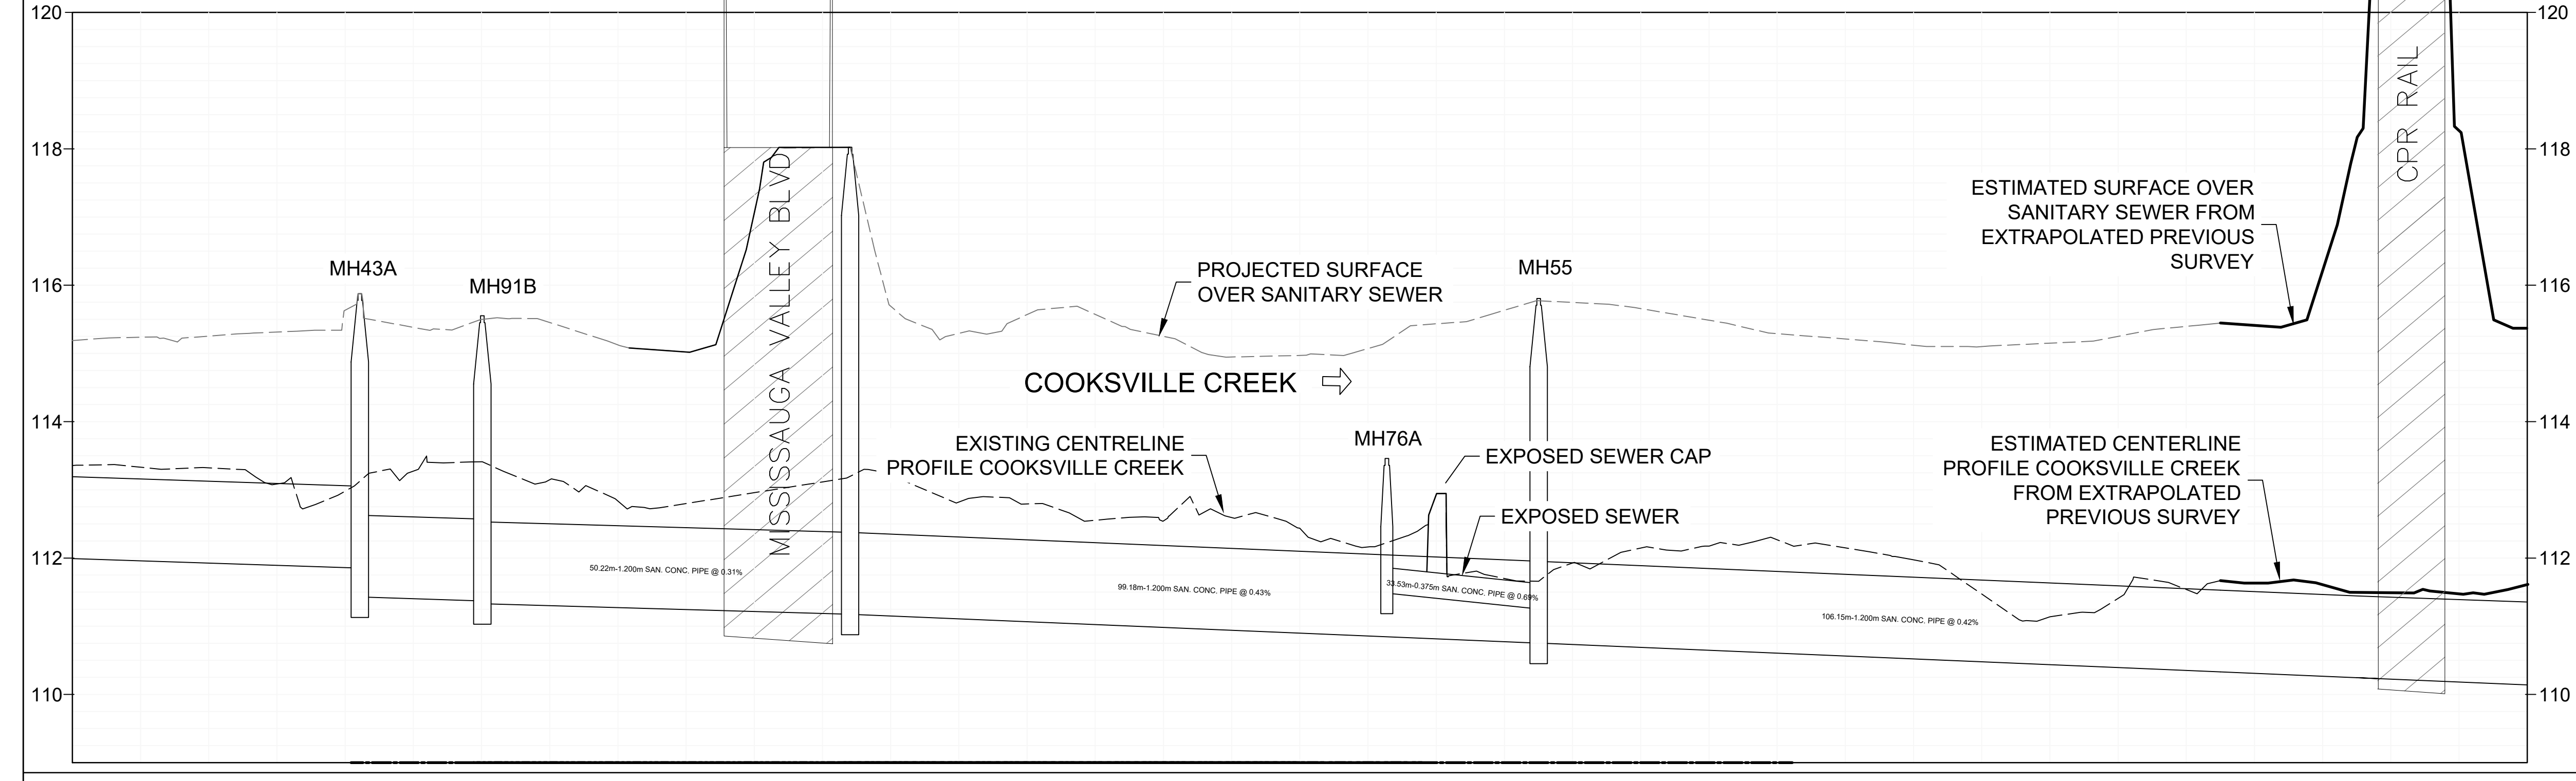 120
120
118
118
116
116
114
114
112
112
110
110
MH43A
MH91B
MISSISSAUGA VALLEY BLVD
PROJECTED SURFACE
OVER SANITARY SEWER
MH55
ESTIMATED SURFACE OVER
SANITARY SEWER FROM
EXTRAPOLATED PREVIOUS
SURVEY
CPR RAIL
COOKSVILLE CREEK
EXISTING CENTRELINE
PROFILE COOKSVILLE CREEK
MH76A
EXPOSED SEWER CAP
EXPOSED SEWER
ESTIMATED CENTERLINE
PROFILE COOKSVILLE CREEK
FROM EXTRAPOLATED
PREVIOUS SURVEY
50.22m-1.200m SAN. CONC. PIPE @ 0.31%
99.18m-1.200m SAN. CONC. PIPE @ 0.43%
33.53m-0.375m SAN. CONC. PIPE @ 0.69%
106.15m-1.200m SAN. CONC. PIPE @ 0.42%